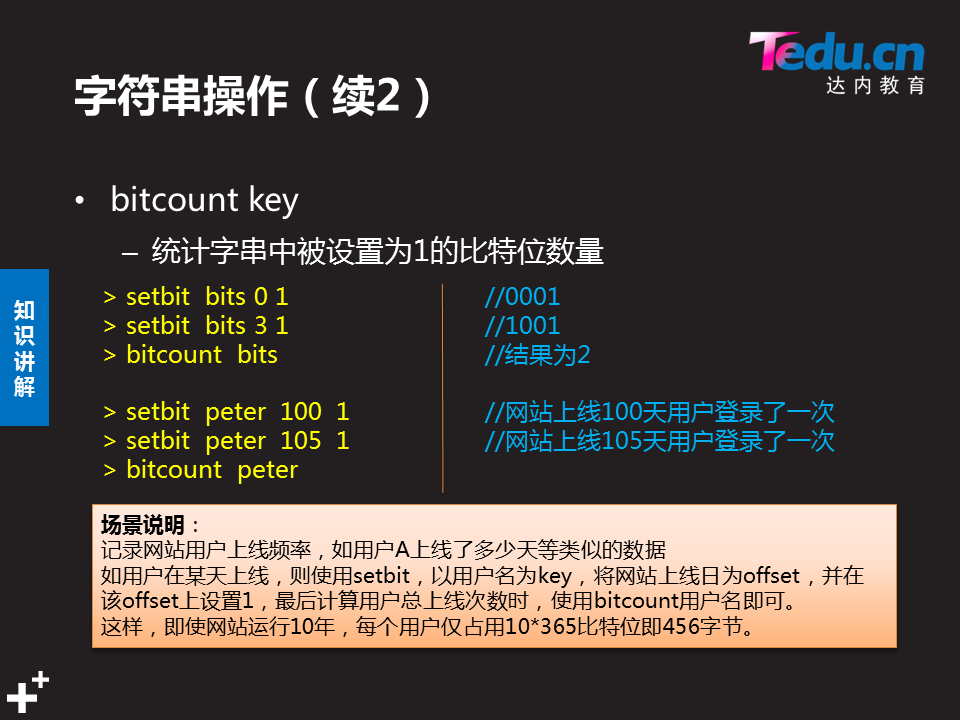 Tedu.cn
达内教育
字符串操作（续2）
• bitcount key
– 统计字串中被设置为1的比特位数量
知识讲解
> setbit bits 0 1 //0001
> setbit bits 3 1 //1001
> bitcount bits //结果为2
> setbit peter 100 1 //网站上线100天用户登录了一次
> setbit peter 105 1 //网站上线105天用户登录了一次
> bitcount peter
场景说明：
记录网站用户上线频率，如用户A上线了多少天等类似的数据
如用户在某天上线，则使用setbit，以用户名为key，将网站上线日为offset，并在
该offset上设置1，最后计算用户总上线次数时，使用bitcount用户名即可。
这样，即使网站运行10年，每个用户仅占用10*365比特位即456字节。